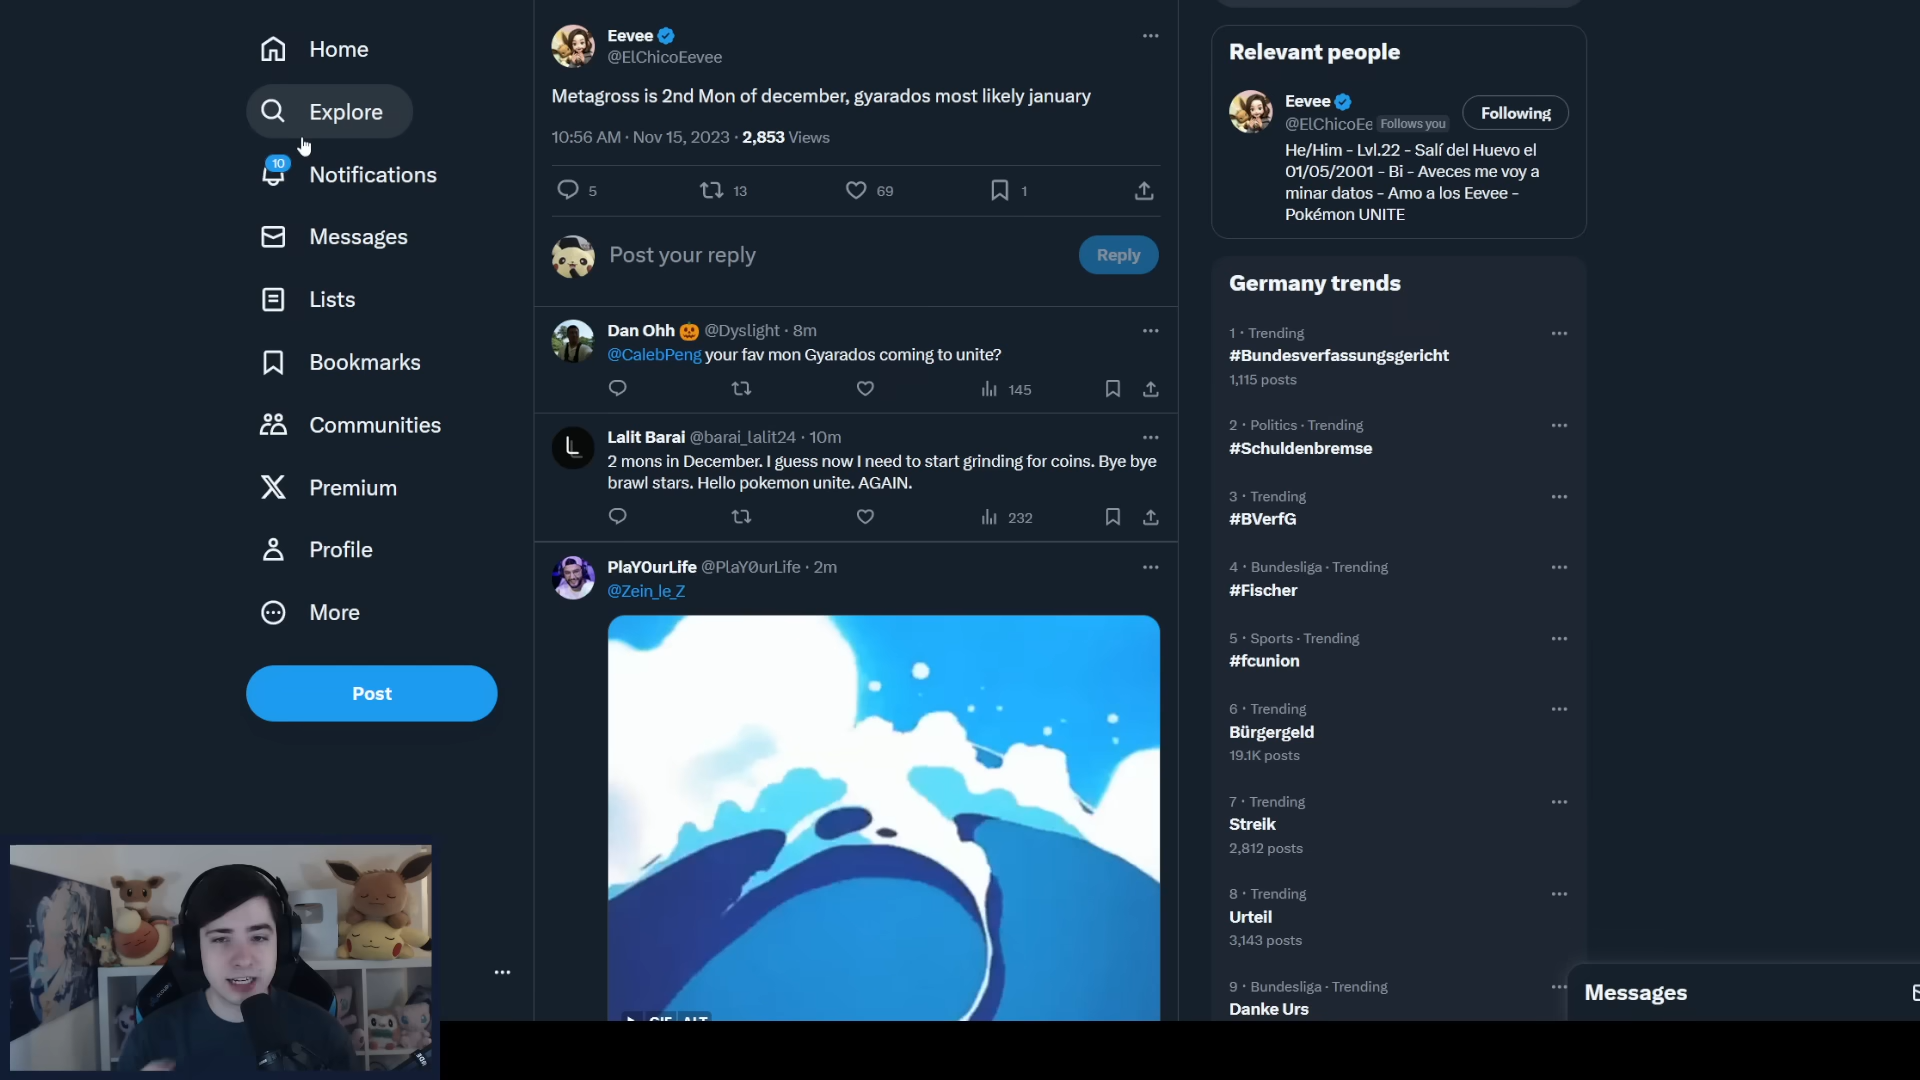 Home
Explore
10
Notifications
Messages
Lists
Bookmarks
Communities
Premium
Profile
More
Post
Eevee
@ElChicoEevee
Metagross is 2nd Mon of december, gyarados most likely january
10:56 AM · Nov 15, 2023 · 2,853 Views
5
13
69
1
Post your reply
Reply
Dan Ohh 🎃 @Dyslight · 8m
@CalebPeng your fav mon Gyarados coming to unite?
145
Lalit Barai @barai_lalit24 · 10m
2 mons in December. I guess now I need to start grinding for coins. Bye bye
brawl stars. Hello pokemon unite. AGAIN.
232
PlaY0urLife @PlaY0urLife · 2m
@Zein_le_Z
GIF ALT
Relevant people
Eevee
@ElChicoEe Follows you
Following
He/Him - Lvl.22 - Salí del Huevo el
01/05/2001 - Bi - Aveces me voy a
minar datos - Amo a los Eevee -
Pokémon UNITE
Germany trends
1 · Trending
#Bundesverfassungsgericht
1,115 posts
2 · Politics · Trending
#Schuldenbremse
3 · Trending
#BVerfG
4 · Bundesliga · Trending
#Fischer
5 · Sports · Trending
#fcunion
6 · Trending
Bürgergeld
19.1K posts
7 · Trending
Streik
2,812 posts
8 · Trending
Urteil
3,143 posts
9 · Bundesliga · Trending
Danke Urs
Messages